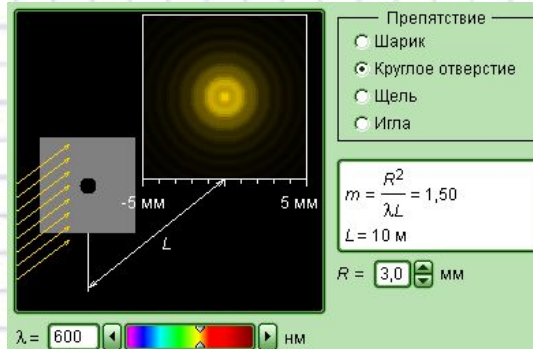 Препятствие
Шарик
Круглое отверстие
Щель
Игла
-5 мм
5 мм
L
m = R²/λL = 1,50
L = 10 м
R = 3,0 мм
λ = 600 нм